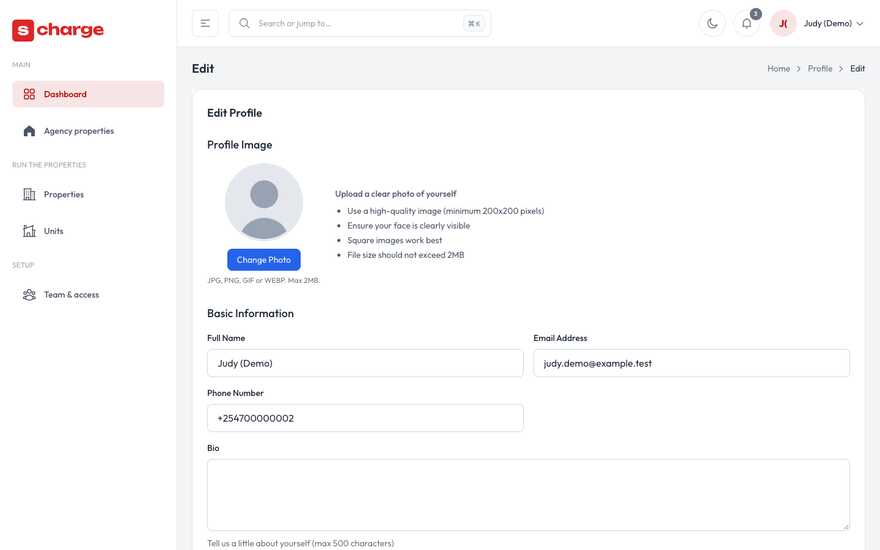 s charge
Search or jump to...
⌘ K
3
J(
Judy (Demo)
MAIN
Dashboard
Agency properties
RUN THE PROPERTIES
Properties
Units
SETUP
Team & access
Edit
Home > Profile > Edit
Edit Profile
Profile Image
Change Photo
JPG, PNG, GIF or WEBP. Max 2MB.
Upload a clear photo of yourself
• Use a high-quality image (minimum 200x200 pixels)
• Ensure your face is clearly visible
• Square images work best
• File size should not exceed 2MB
Basic Information
Full Name
Judy (Demo)
Email Address
judy.demo@example.test
Phone Number
+254700000002
Bio
Tell us a little about yourself (max 500 characters)